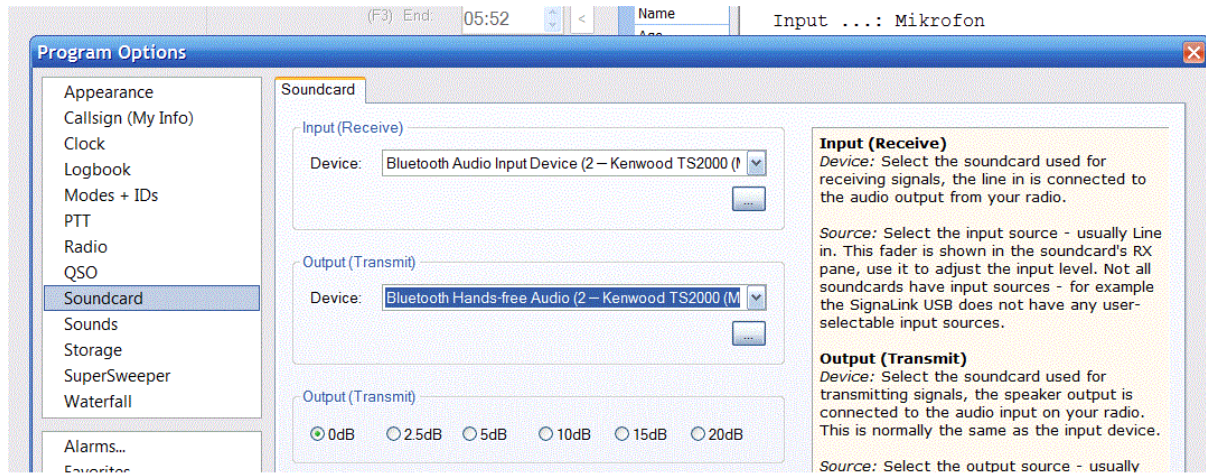 (F3) End: 05:52 <
Name
Input ...: Mikrofon
Program Options
Appearance
Callsign (My Info)
Clock
Logbook
Modes + IDs
PTT
Radio
QSO
Soundcard
Sounds
Storage
SuperSweeper
Waterfall
Alarms...
Favorites
Soundcard
Input (Receive)
Device: Bluetooth Audio Input Device (2 — Kenwood TS2000 (M
...
Output (Transmit)
Device: Bluetooth Hands-free Audio (2 — Kenwood TS2000 (M
...
Output (Transmit)
0dB 2.5dB 5dB 10dB 15dB 20dB
Input (Receive)
Device: Select the soundcard used for
receiving signals, the line in is connected to
the audio output from your radio.
Source: Select the input source - usually Line
in. This fader is shown in the soundcard's RX
pane, use it to adjust the input level. Not all
soundcards have input sources - for example
the SignaLink USB does not have any user-
selectable input sources.
Output (Transmit)
Device: Select the soundcard used for
transmitting signals, the speaker output is
connected to the audio input on your radio.
This is normally the same as the input device.
Source: Select the output source - usually